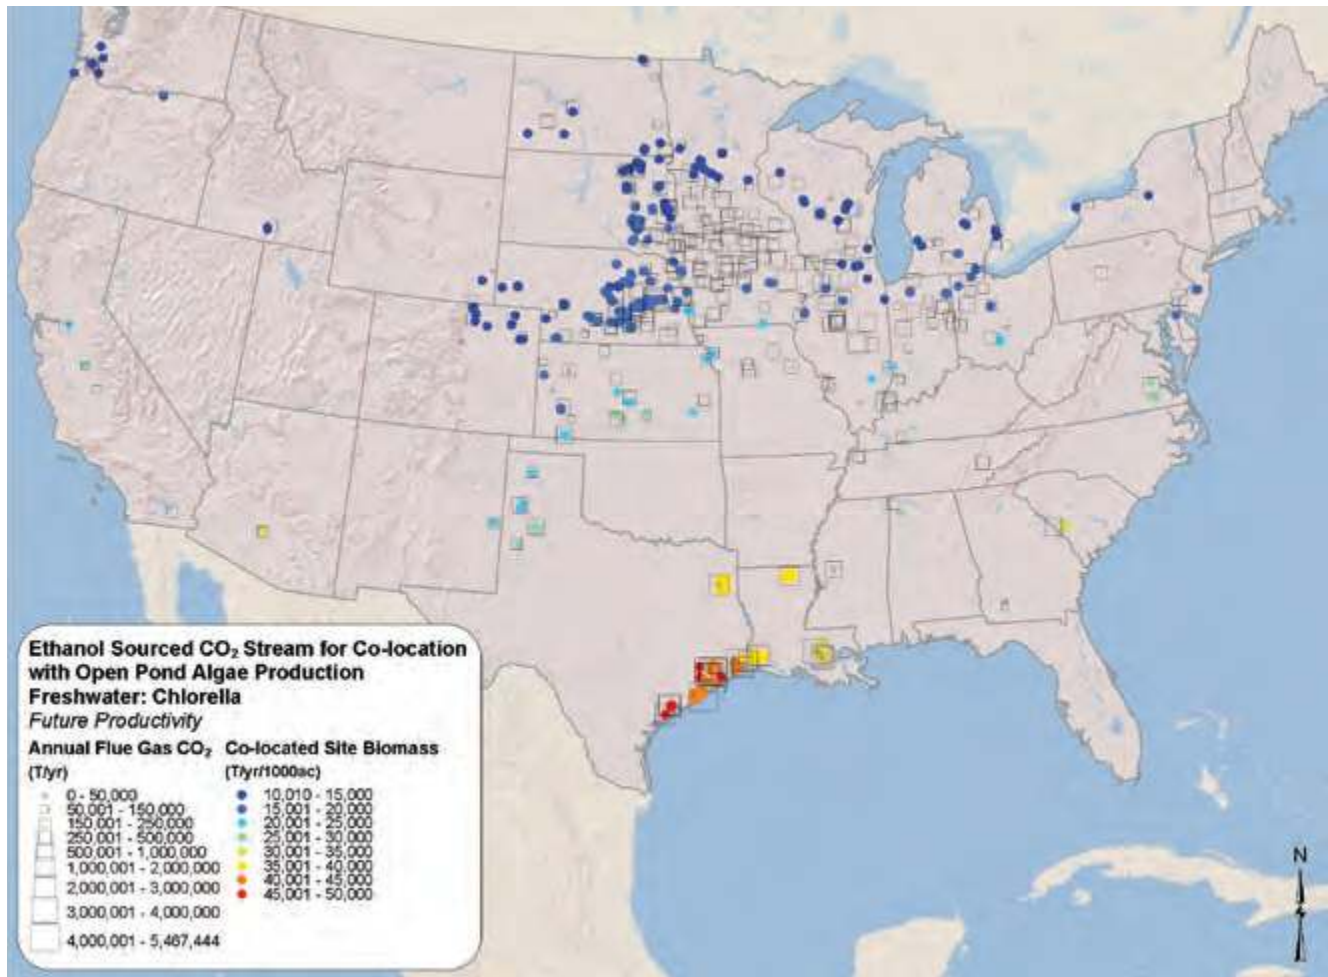 Ethanol Sourced CO₂ Stream for Co-location
with Open Pond Algae Production
Freshwater: Chlorella
Future Productivity
Annual Flue Gas CO₂ Co-located Site Biomass
(T/yr) (T/yr/1000ac)
0 - 50,000 10,010 - 15,000
50,001 - 150,000 15,001 - 20,000
150,001 - 250,000 20,001 - 25,000
250,001 - 500,000 25,001 - 30,000
500,001 - 1,000,000 30,001 - 35,000
1,000,001 - 2,000,000 35,001 - 40,000
2,000,001 - 3,000,000 40,001 - 45,000
3,000,001 - 4,000,000 45,001 - 50,000
4,000,001 - 5,467,444
N